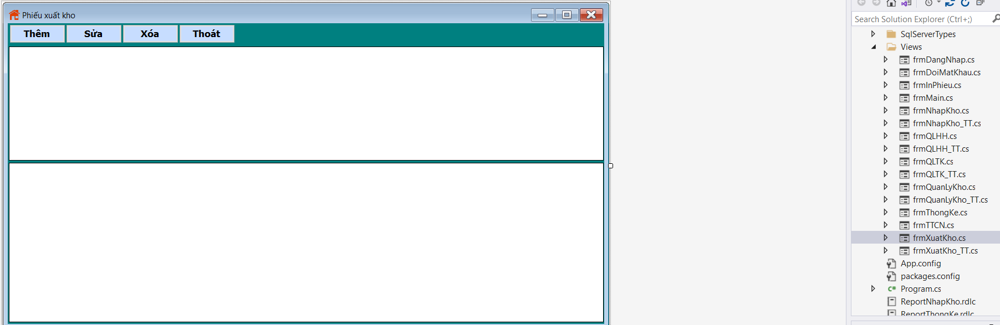 Phiếu xuất kho
Thêm
Sửa
Xóa
Thoát
Search Solution Explorer (Ctrl+;)
SqlServerTypes
Views
frmDangNhap.cs
frmDoiMatKhau.cs
frmInPhieu.cs
frmMain.cs
frmNhapKho.cs
frmNhapKho_TT.cs
frmQLHH.cs
frmQLHH_TT.cs
frmQLTK.cs
frmQLTK_TT.cs
frmQuanLyKho.cs
frmQuanLyKho_TT.cs
frmThongKe.cs
frmTTCN.cs
frmXuatKho.cs
frmXuatKho_TT.cs
App.config
packages.config
C# Program.cs
ReportNhapKho.rdlc
ReportThongKe.rdlc